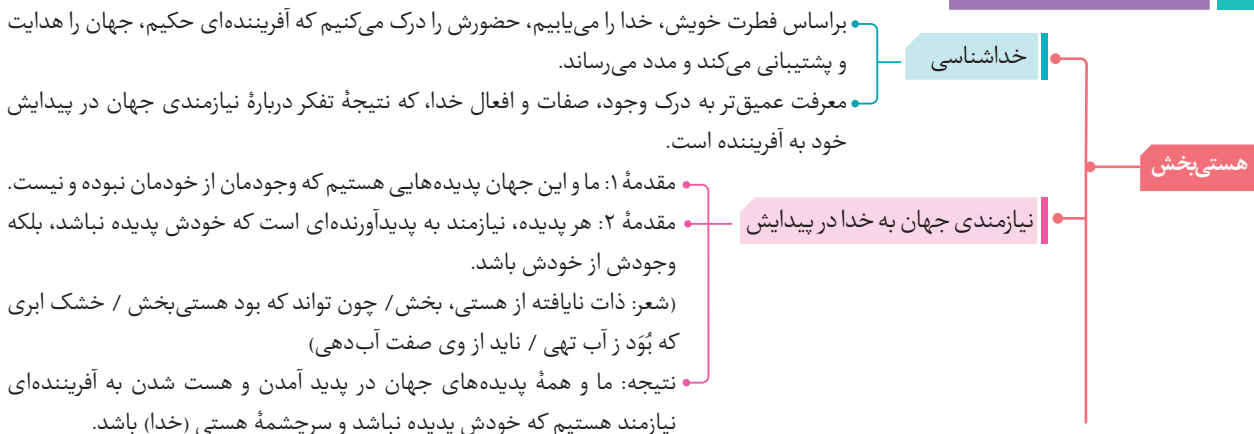 هستی‌بخش
خداشناسی
براساس فطرت خویش، خدا را می‌یابیم، حضورش را درک می‌کنیم که آفریننده‌ای حکیم، جهان را هدایت
و پشتیبانی می‌کند و مدد می‌رساند.
معرفت عمیق‌تر به درک وجود، صفات و افعال خدا، که نتیجهٔ تفکر دربارهٔ نیازمندی جهان در پیدایش
خود به آفریننده است.
نیازمندی جهان به خدا در پیدایش
مقدمهٔ ۱: ما و این جهان پدیده‌هایی هستیم که وجودمان از خودمان نبوده و نیست.
مقدمهٔ ۲: هر پدیده، نیازمند به پدیدآورنده‌ای است که خودش پدیده نباشد، بلکه
وجودش از خودش باشد.
(شعر: ذات نایافته از هستی، بخش/ چون تواند که بود هستی‌بخش / خشک ابری
که بُوَد ز آب تهی / ناید از وی صفت آب‌دهی)
نتیجه: ما و همهٔ پدیده‌های جهان در پدید آمدن و هست شدن به آفریننده‌ای
نیازمند هستیم که خودش پدیده نباشد و سرچشمهٔ هستی (خدا) باشد.